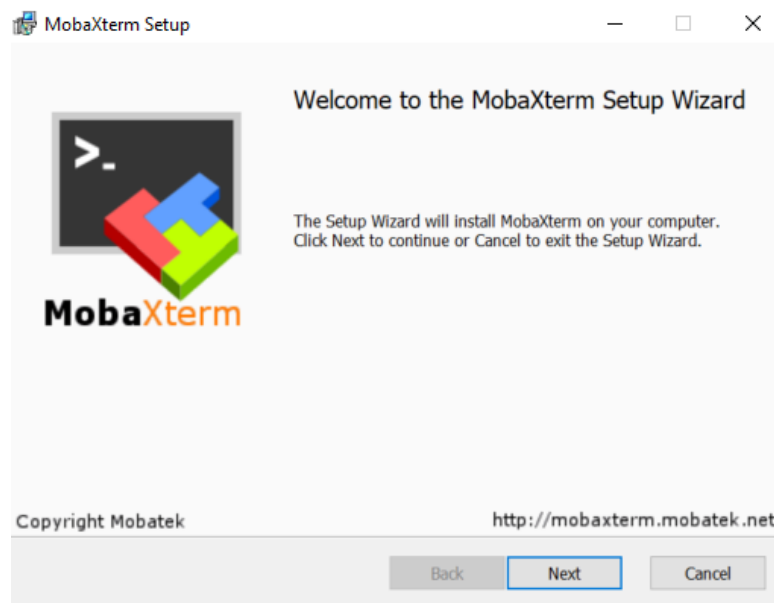 MobaXterm Setup
Welcome to the MobaXterm Setup Wizard
>_
The Setup Wizard will install MobaXterm on your computer.
Click Next to continue or Cancel to exit the Setup Wizard.
MobaXterm
Copyright Mobatek
http://mobaxterm.mobatek.net
Back
Next
Cancel